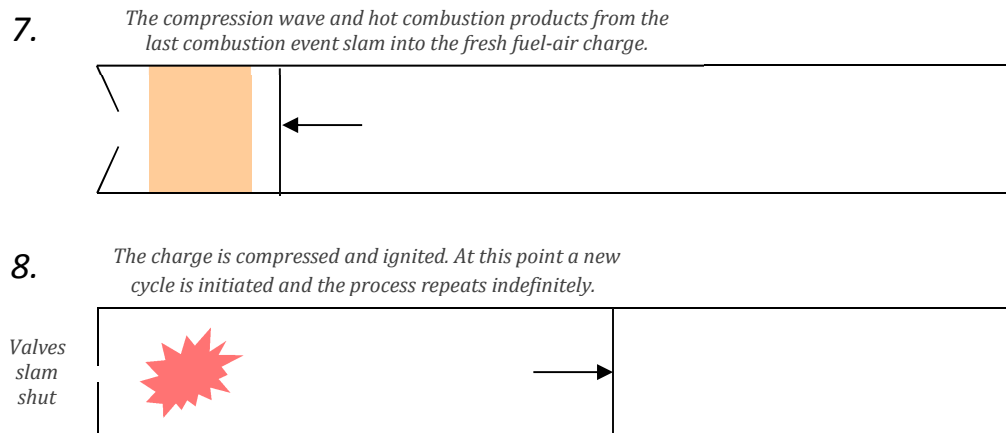 7.
The compression wave and hot combustion products from the
last combustion event slam into the fresh fuel-air charge.
8.
The charge is compressed and ignited. At this point a new
cycle is initiated and the process repeats indefinitely.
Valves
slam
shut